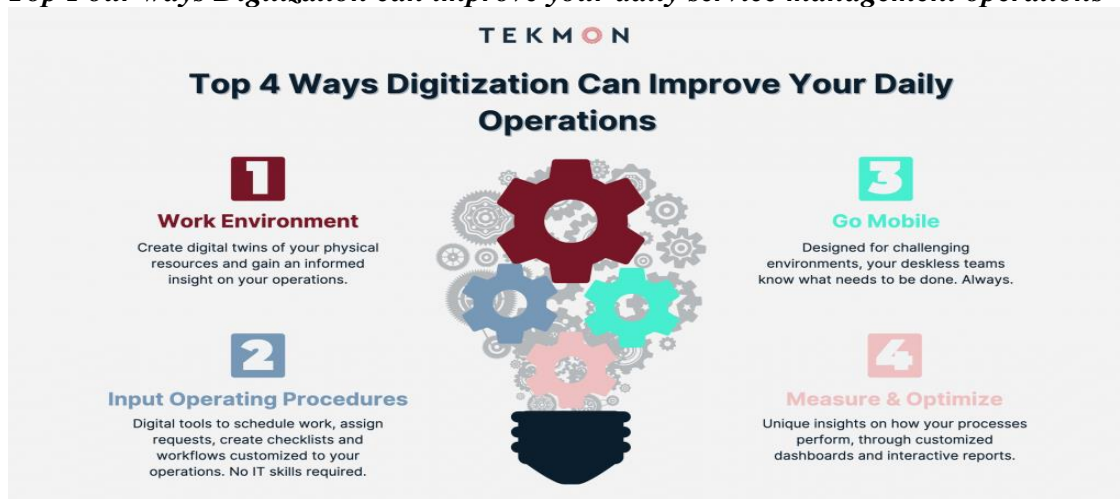 Top Four ways Digitization can improve your daily service management operations
TEKMON
Top 4 Ways Digitization Can Improve Your Daily
Operations
1
Work Environment
Create digital twins of your physical
resources and gain an informed
insight on your operations.
2
Input Operating Procedures
Digital tools to schedule work, assign
requests, create checklists and
workflows customized to your
operations. No IT skills required.
3
Go Mobile
Designed for challenging
environments, your deskless teams
know what needs to be done. Always.
4
Measure & Optimize
Unique insights on how your processes
perform, through customized
dashboards and interactive reports.